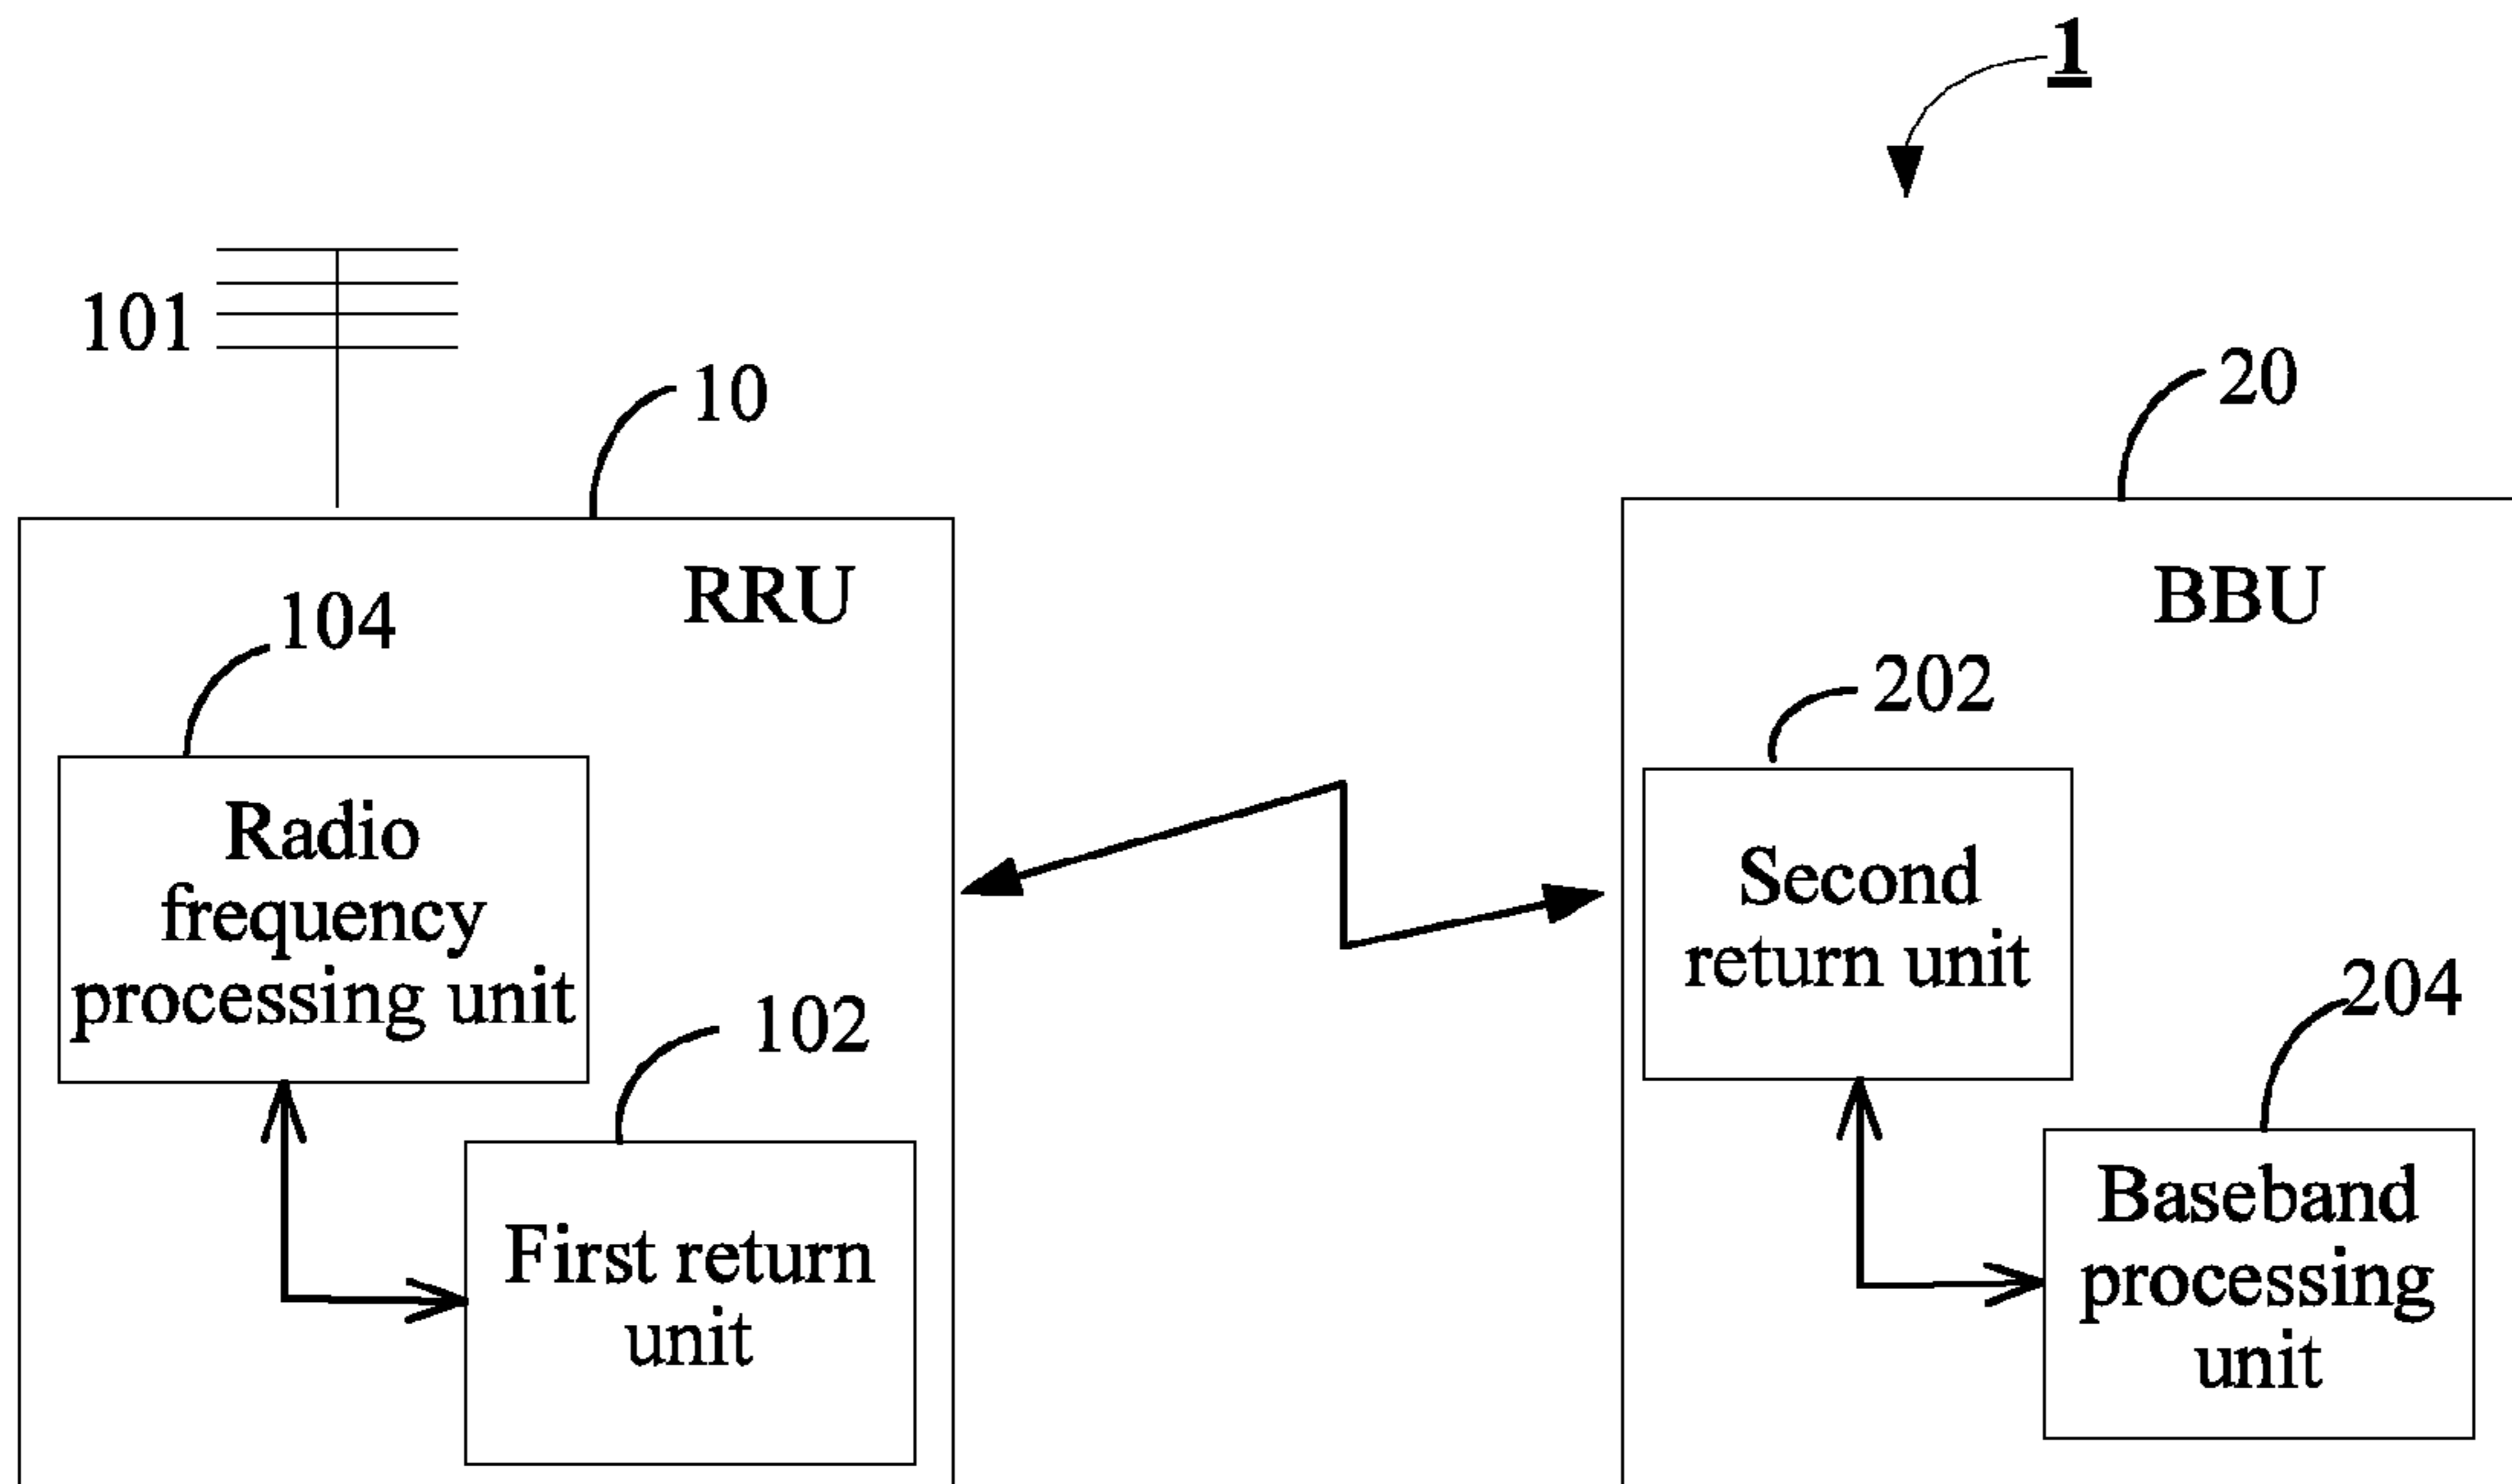 1
101
10
20
RRU
BBU
104
202
Radio
frequency
processing unit
Second
return unit
102
204
First return
unit
Baseband
processing
unit